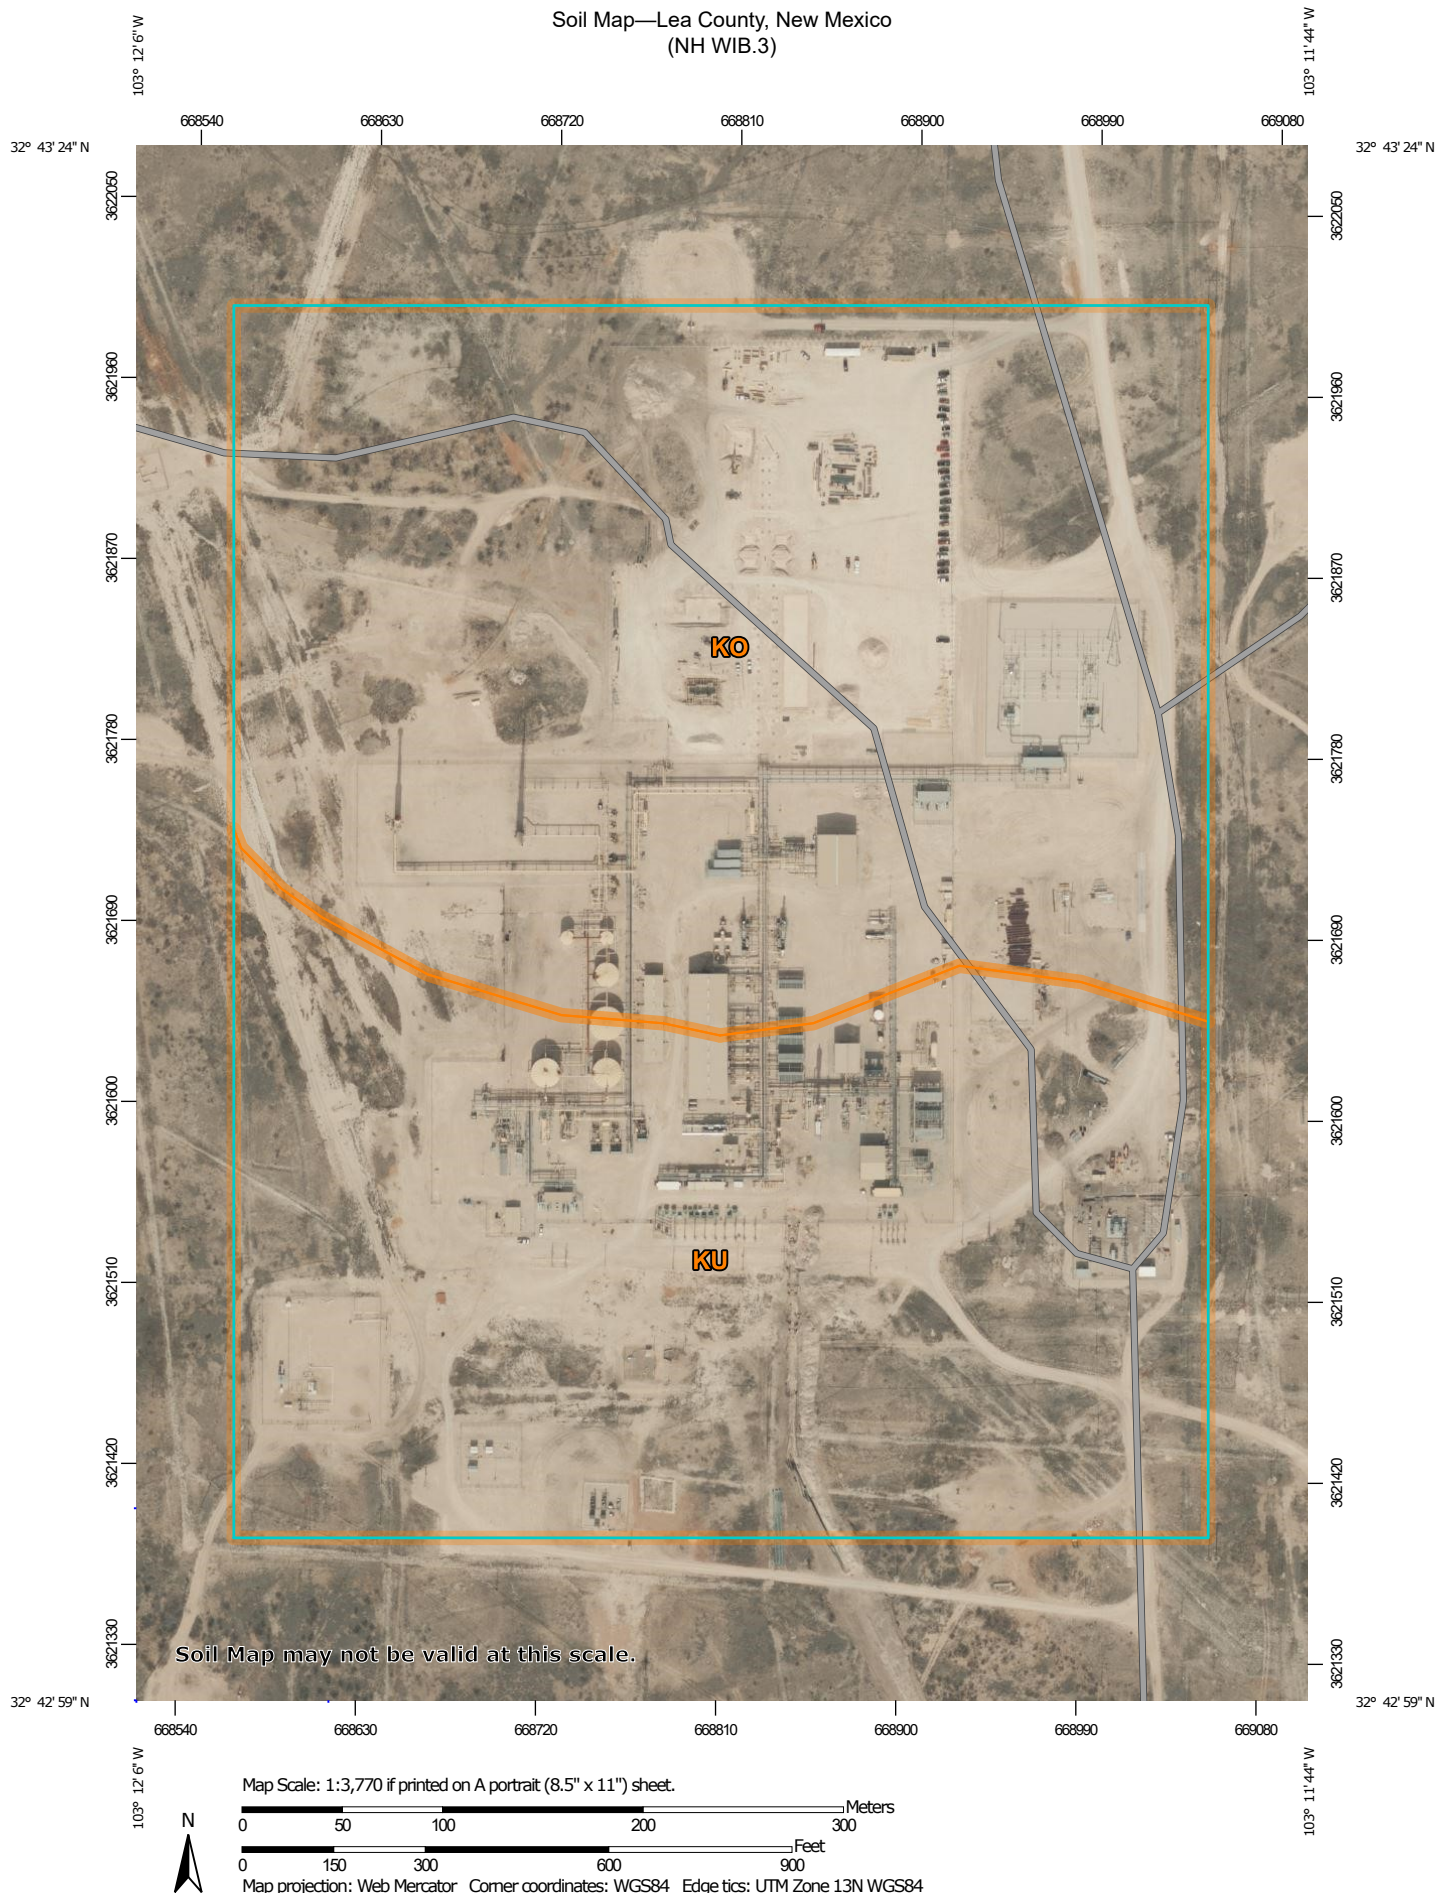 Soil Map—Lea County, New Mexico
(NH WIB.3)
103° 12' 6'' W
103° 11' 44'' W
668540 668630 668720 668810 668900 668990 669080
32° 43' 24'' N
32° 43' 24'' N
3622050
3622050
3621960
3621960
3621870
3621870
KO
3621780
3621780
3621690
3621690
3621600
3621600
KU
3621510
3621510
3621420
3621420
3621330
3621330
Soil Map may not be valid at this scale.
32° 42' 59'' N
32° 42' 59'' N
668540 668630 668720 668810 668900 668990 669080
103° 12' 6'' W
103° 11' 44'' W
Map Scale: 1:3,770 if printed on A portrait (8.5" x 11") sheet.
Meters
N
0 50 100 200 300
Feet
0 150 300 600 900
Map projection: Web Mercator Corner coordinates: WGS84 Edge tics: UTM Zone 13N WGS84